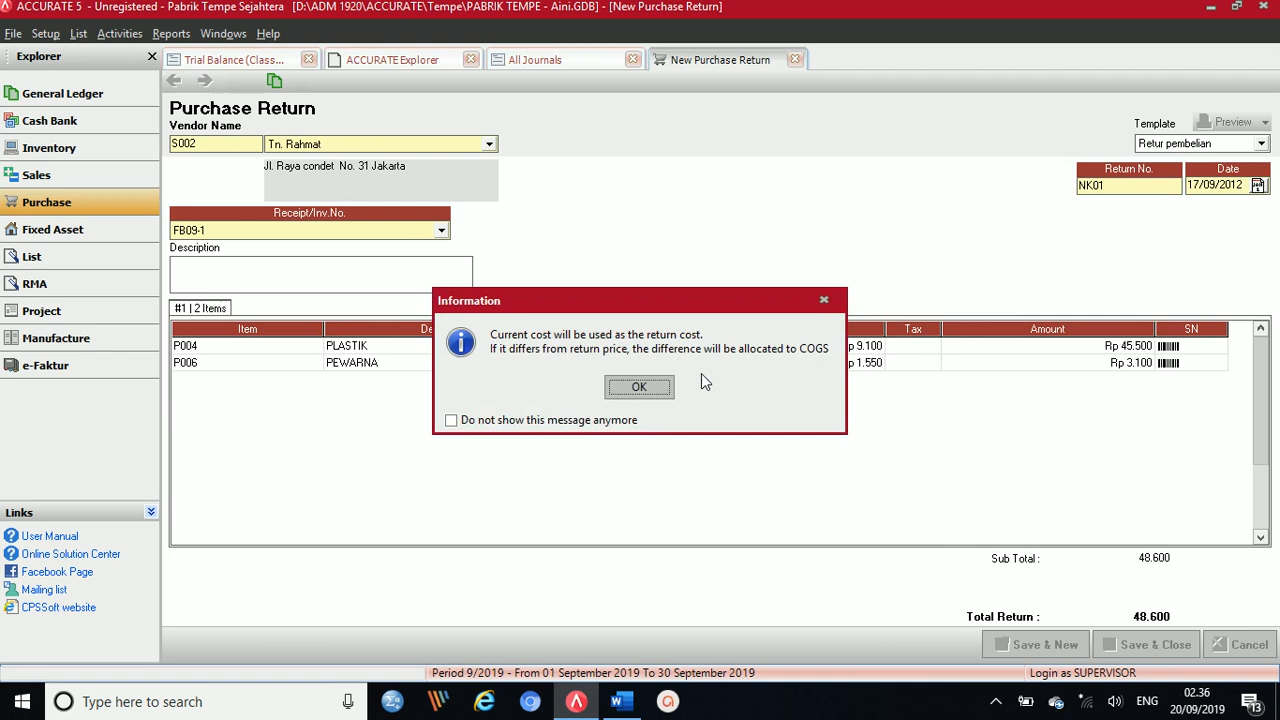 ACCURATE 5 - Unregistered - Pabrik Tempe Sejahtera - [D:\ADM 1920\ACCURATE\Tempe\PABRIK TEMPE - Aini.GDB] - [New Purchase Return]
File Setup List Activities Reports Windows Help
Explorer
Trial Balance (Class...
ACCURATE Explorer
All Journals
New Purchase Return
General Ledger
Cash Bank
Inventory
Sales
Purchase
Fixed Asset
List
RMA
Project
Manufacture
e-Faktur
Links
User Manual
Online Solution Center
Facebook Page
Mailing list
CPSSoft website
Purchase Return
Template Preview
Retur pembelian
Vendor Name
S002 Tn. Rahmat
Jl. Raya condet No. 31 Jakarta
Return No. Date
NK01 17/09/2012
Receipt/Inv.No.
FB09-1
Description
#1 | 2 Items
Item De Tax Amount SN
P004 PLASTIK Rp 9.100 Rp 45.500
P006 PEWARNA Rp 1.550 Rp 3.100
Information
Current cost will be used as the return cost.
If it differs from return price, the difference will be allocated to COGS
OK
Do not show this message anymore
Sub Total : 48.600
Total Return : 48.600
Save & New Save & Close Cancel
Period 9/2019 - From 01 September 2019 To 30 September 2019 Login as SUPERVISOR
Type here to search
ENG
02.36
20/09/2019
13